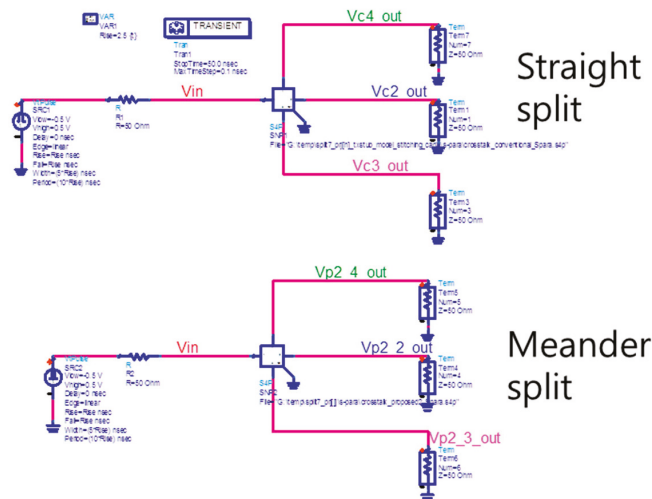 VAR
VAR1
Rise=2.5 {t}
TRANSIENT
Tran
Tran1
StopTime=50.0 nsec
MaxTimeStep=0.1 nsec
Vc4_out
Term
Term7
Num=7
Z=50 Ohm
Straight
split
Vin
Vc2_out
VtPulse
SRC1
Vlow=-0.5 V
Vhigh=0.5 V
Delay=0 nsec
Edge=linear
Rise=Rise nsec
Fall=Rise nsec
Width=(5*Rise) nsec
Period=(10*Rise) nsec
R
R1
R=50 Ohm
Term
Term1
Num=1
Z=50 Ohm
S4P
SNP1
Vc3_out
Term
Term3
Num=3
Z=50 Ohm
Vp2_4_out
Term
Term5
Num=5
Z=50 Ohm
Meander
split
Vin
Vp2_2_out
VtPulse
SRC2
Vlow=-0.5 V
Vhigh=0.5 V
Delay=0 nsec
Edge=linear
Rise=Rise nsec
Fall=Rise nsec
Width=(5*Rise) nsec
Period=(10*Rise) nsec
R
R2
R=50 Ohm
Term
Term4
Num=4
Z=50 Ohm
S4P
SNP2
Vp2_3_out
Term
Term6
Num=6
Z=50 Ohm